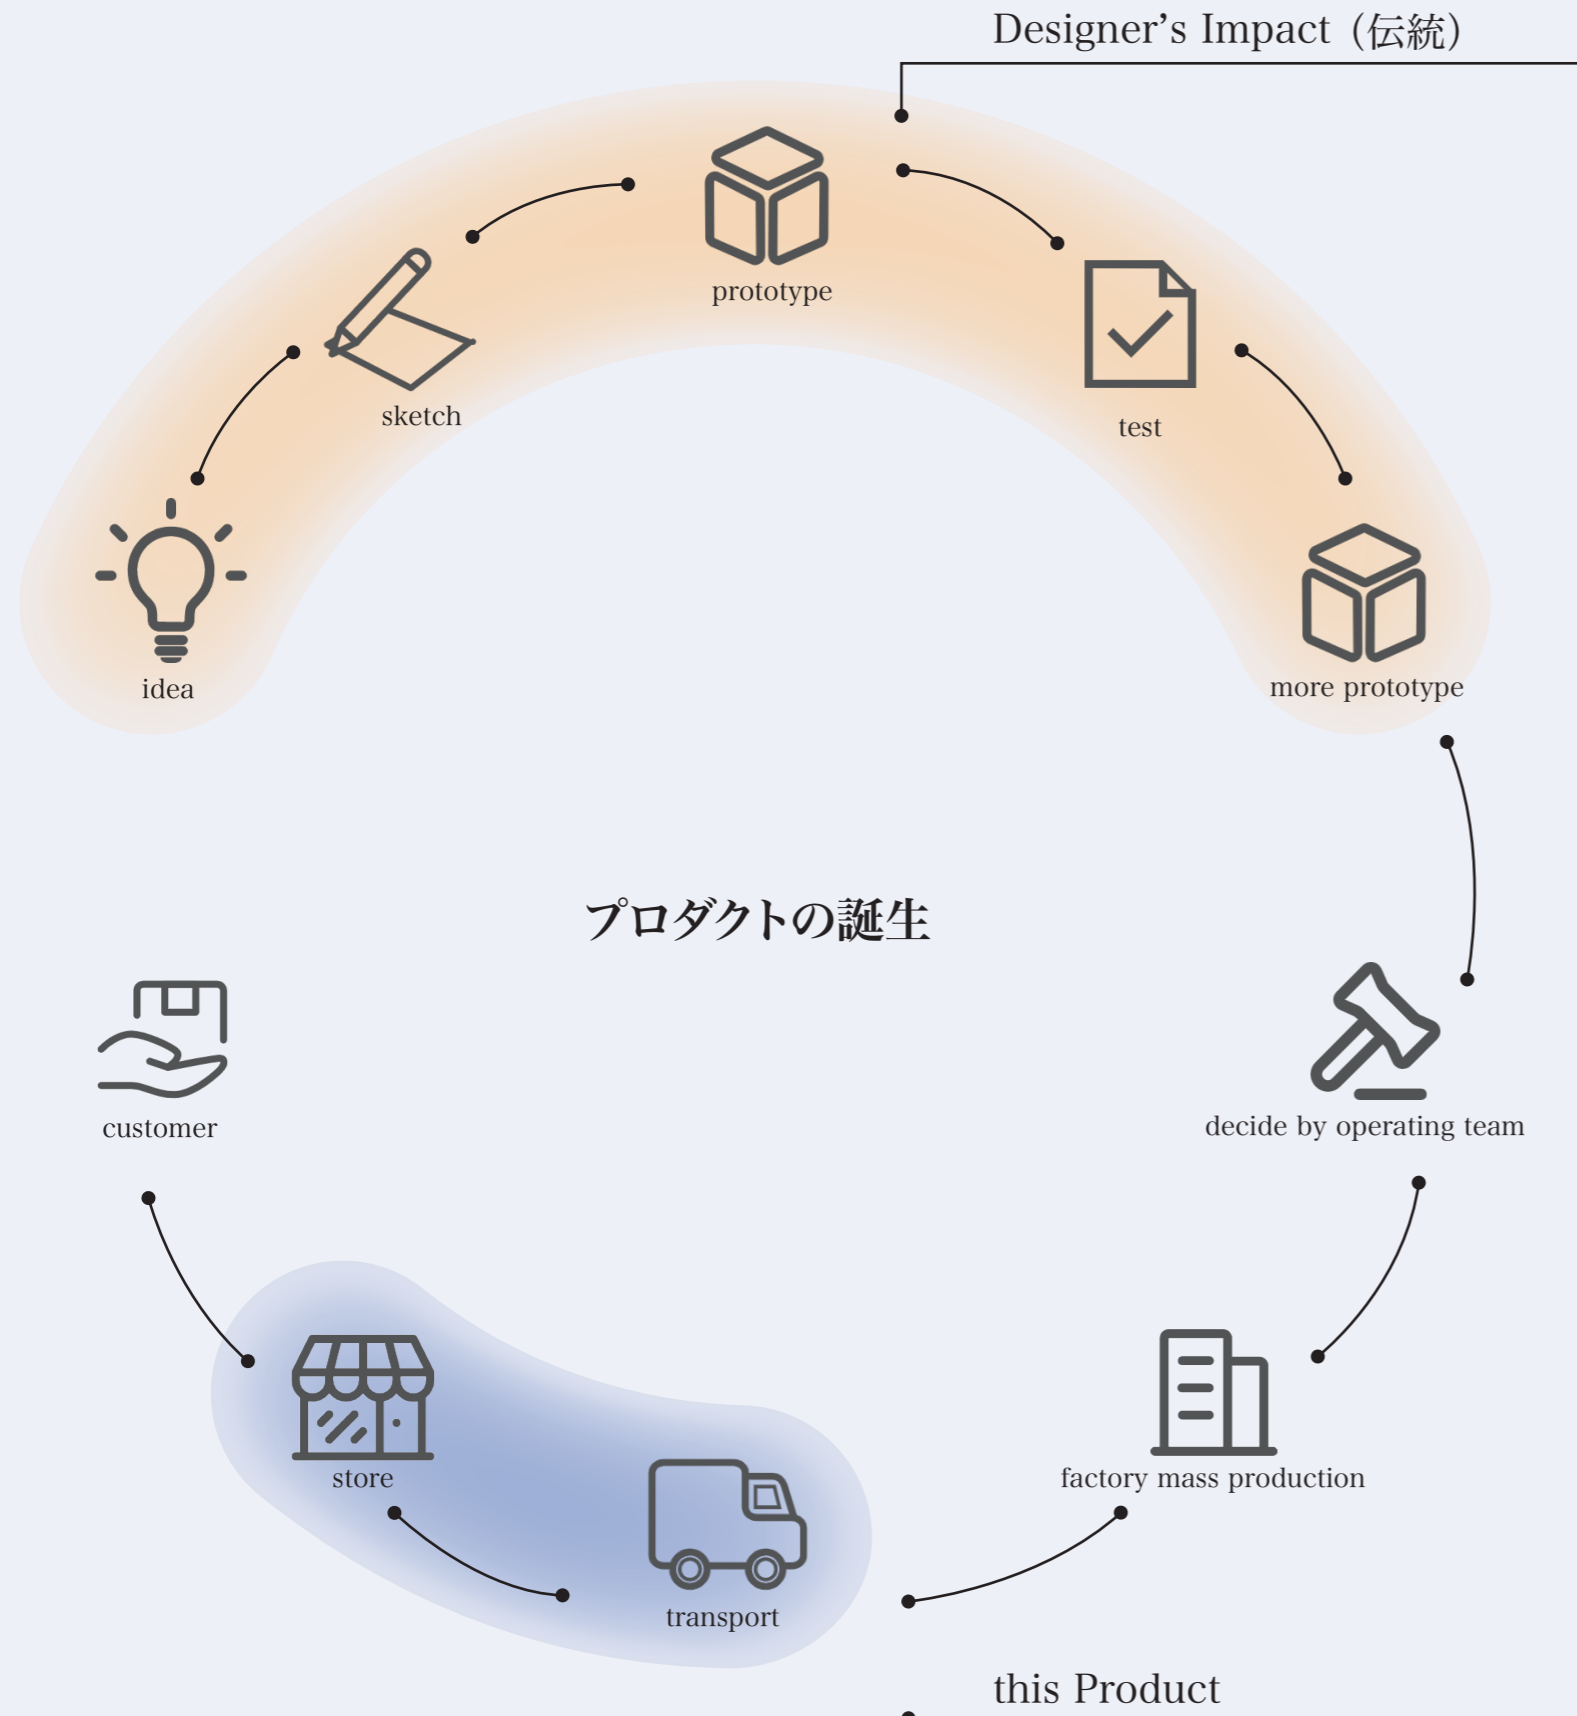 Designer’s Impact (伝統)
prototype
sketch
test
idea
more prototype
プロダクトの誕生
customer
decide by operating team
store
factory mass production
transport
this Product